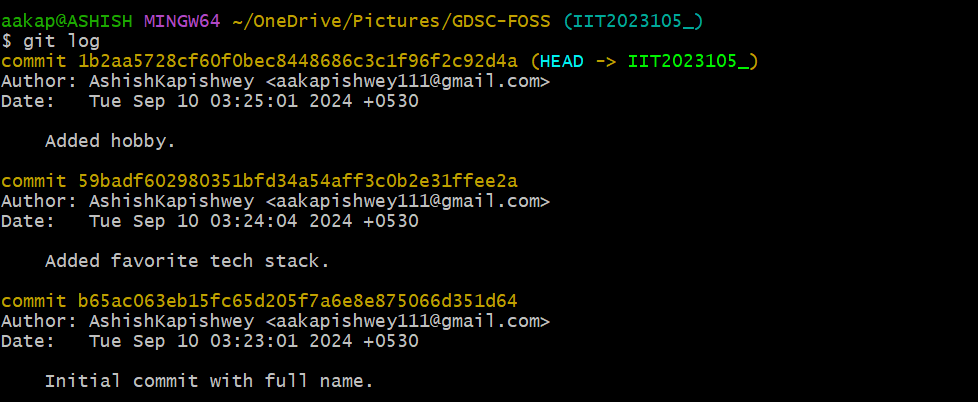 aakap@ASHISH MINGW64 ~/OneDrive/Pictures/GDSC-FOSS (IIT2023105_)
$ git log
commit 1b2aa5728cf60f0bec8448686c3c1f96f2c92d4a (HEAD -> IIT2023105_)
Author: AshishKapishwey <aakapishwey111@gmail.com>
Date:   Tue Sep 10 03:25:01 2024 +0530
    Added hobby.
commit 59badf602980351bfd34a54aff3c0b2e31ffee2a
Author: AshishKapishwey <aakapishwey111@gmail.com>
Date:   Tue Sep 10 03:24:04 2024 +0530
    Added favorite tech stack.
commit b65ac063eb15fc65d205f7a6e8e875066d351d64
Author: AshishKapishwey <aakapishwey111@gmail.com>
Date:   Tue Sep 10 03:23:01 2024 +0530
    Initial commit with full name.